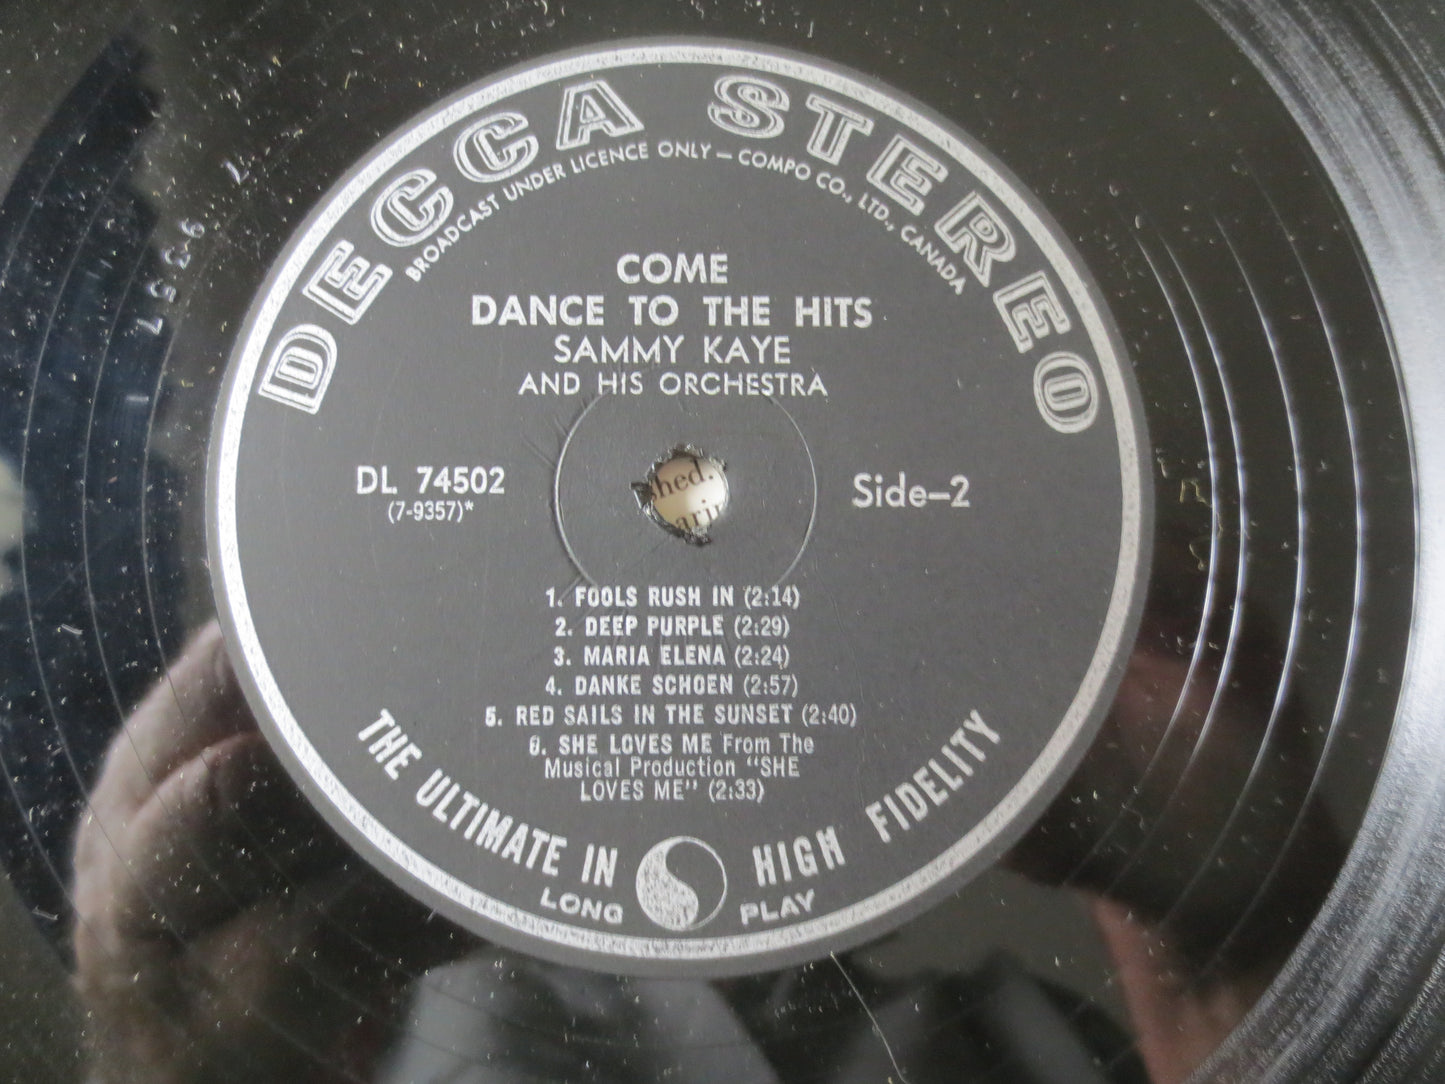 DECCA STEREO
BROADCAST UNDER LICENCE ONLY — COMPO CO., LTD., CANADA
COME
DANCE TO THE HITS
SAMMY KAYE
AND HIS ORCHESTRA
DL 74502
(7-9357)*
Side-2
shed.
1. FOOLS RUSH IN (2:14)
2. DEEP PURPLE (2:29)
3. MARIA ELENA (2:24)
4. DANKE SCHOEN (2:57)
5. RED SAILS IN THE SUNSET (2:40)
6. SHE LOVES ME From The
Musical Production "SHE
LOVES ME" (2:33)
THE ULTIMATE IN HIGH FIDELITY
LONG PLAY
7 9357